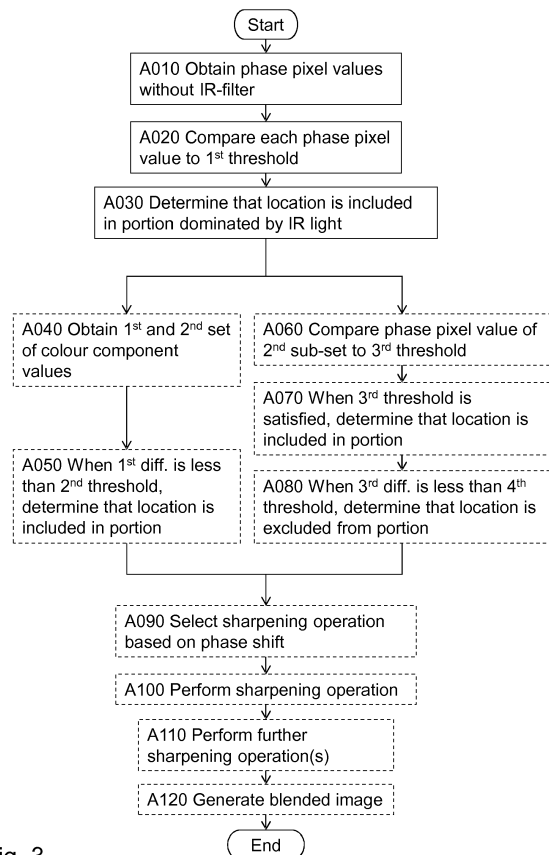 Start
A010 Obtain phase pixel values
without IR-filter
A020 Compare each phase pixel
value to 1st threshold
A030 Determine that location is included
in portion dominated by IR light
A040 Obtain 1st and 2nd set
of colour component
values
A050 When 1st diff. is less
than 2nd threshold,
determine that location is
included in portion
A060 Compare phase pixel value of
2nd sub-set to 3rd threshold
A070 When 3rd threshold is
satisfied, determine that location is
included in portion
A080 When 3rd diff. is less than 4th
threshold, determine that location is
excluded from portion
A090 Select sharpening operation
based on phase shift
A100 Perform sharpening operation
A110 Perform further
sharpening operation(s)
A120 Generate blended image
End